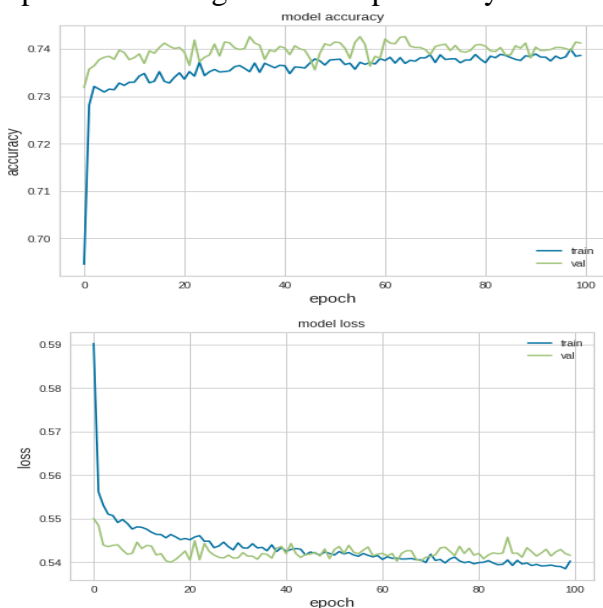 model accuracy
0.74
0.73
0.72
0.71
0.70
accuracy
train
val
0 20 40 60 80 100
epoch
model loss
0.59
0.58
0.57
0.56
0.55
0.54
loss
train
val
0 20 40 60 80 100
epoch